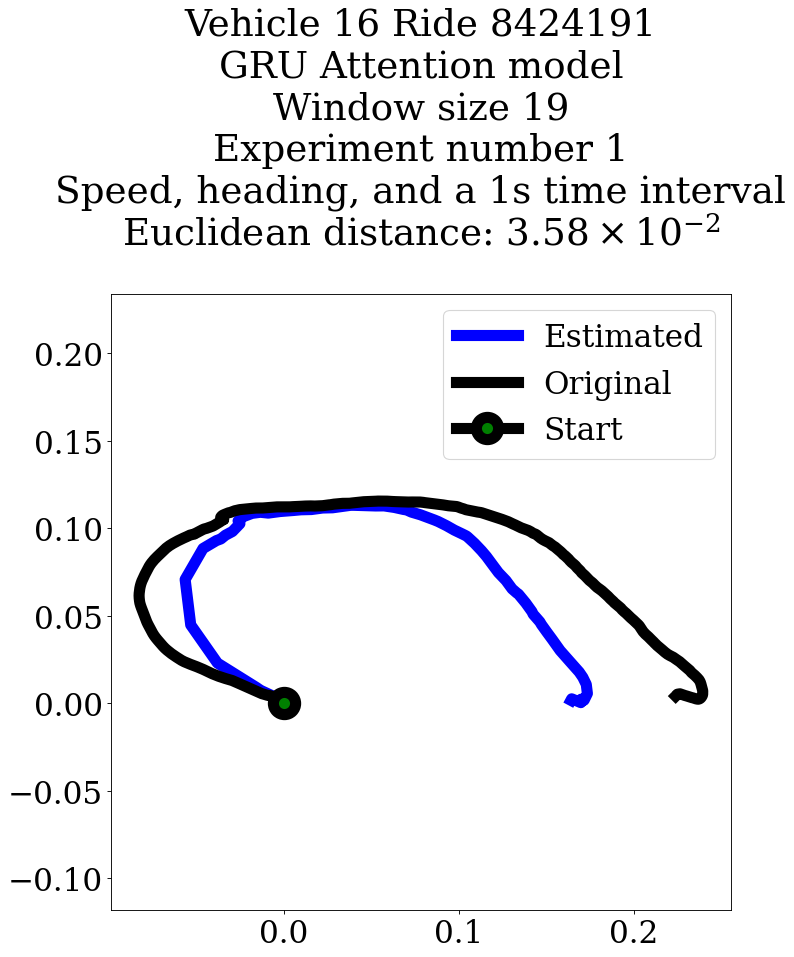 Vehicle 16 Ride 8424191
GRU Attention model
Window size 19
Experiment number 1
Speed, heading, and a 1s time interval
Euclidean distance: 3.58 × 10⁻²
Estimated
Original
Start
0.20
0.15
0.10
0.05
0.00
−0.05
−0.10
0.0 0.1 0.2